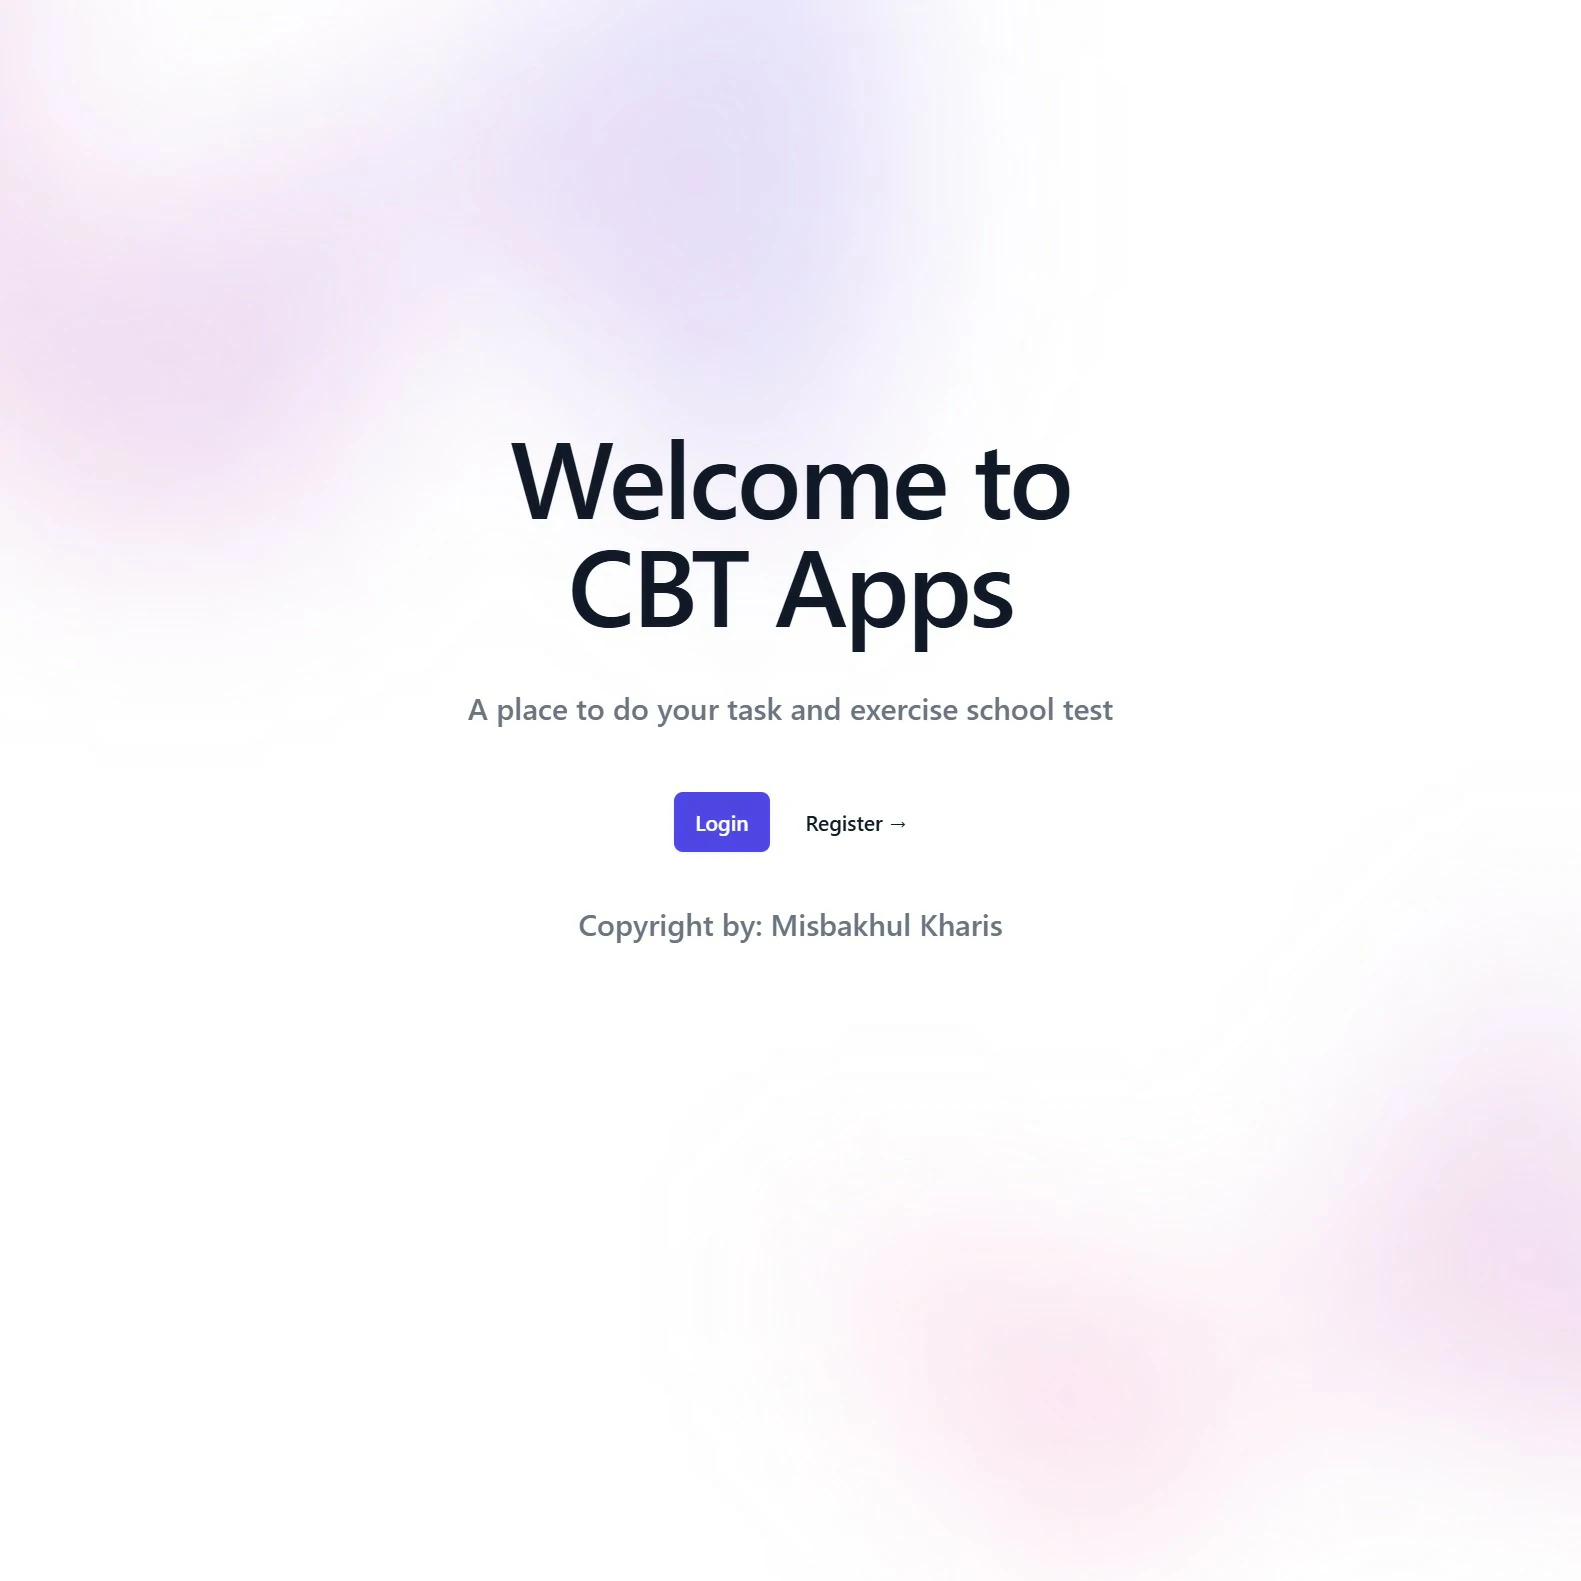 Welcome to
CBT Apps
A place to do your task and exercise school test
Login
Register →
Copyright by: Misbakhul Kharis